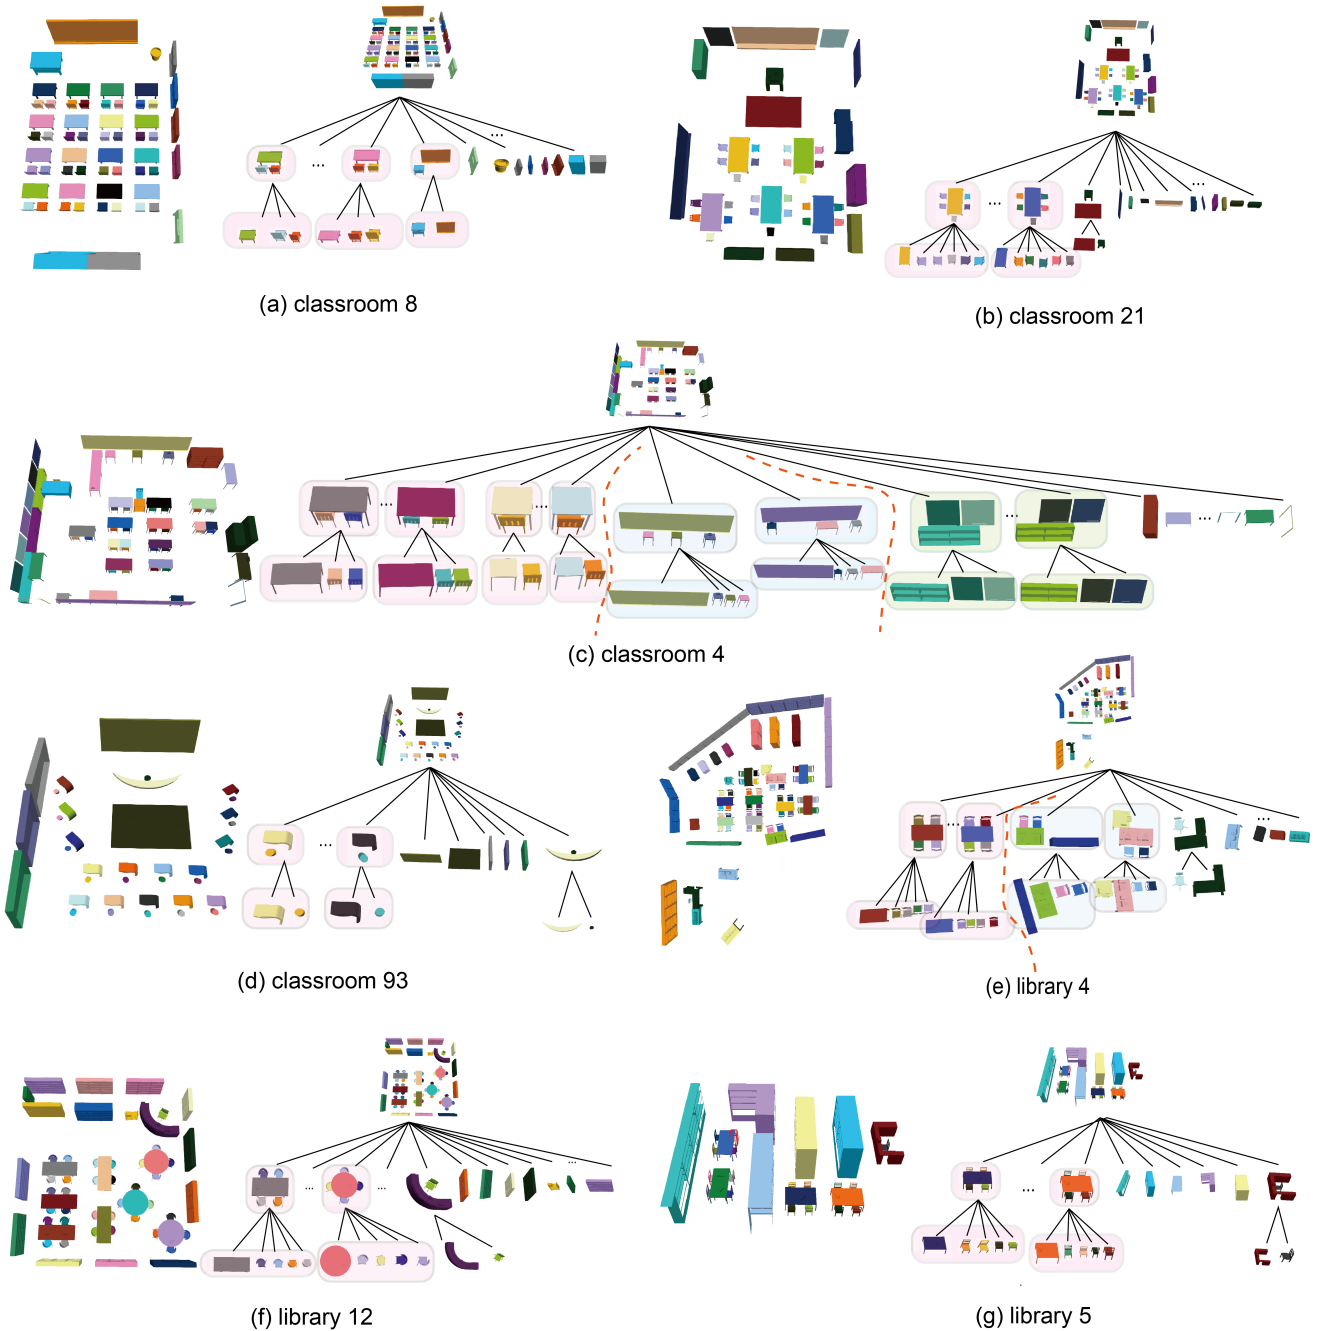 (a) classroom 8
(b) classroom 21
(c) classroom 4
(d) classroom 93
(e) library 4
(f) library 12
(g) library 5